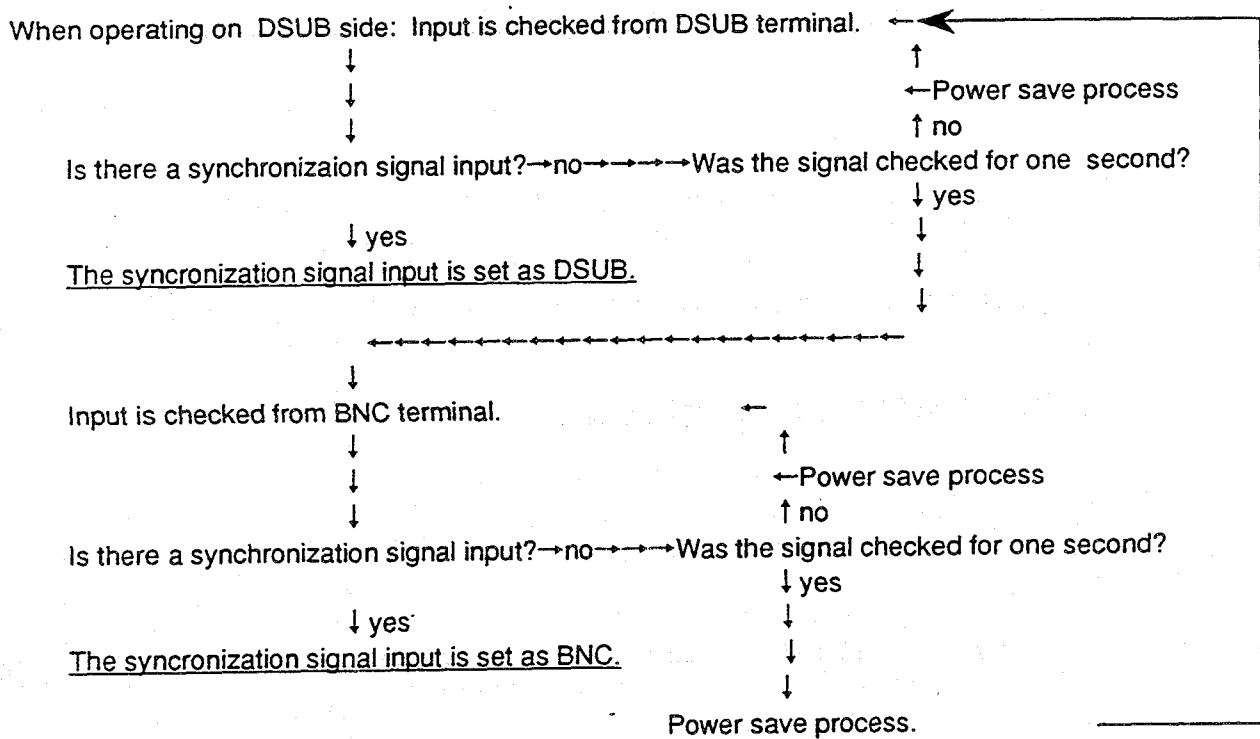 When operating on DSUB side: Input is checked from DSUB terminal. ←
↓ ↑
↓ ←Power save process
↓ ↑ no
Is there a synchronizaion signal input?→no→→→→Was the signal checked for one second?
↓ yes
↓ yes ↓
The syncronization signal input is set as DSUB. ↓
↓
←←←←←←←←←←←←←←←←←←←←
↓
Input is checked from BNC terminal. ←
↓ ↑
↓ ←Power save process
↓ ↑ no
Is there a synchronization signal input?→no→→→Was the signal checked for one second?
↓ yes
↓ yes ↓
The syncronization signal input is set as BNC. ↓
↓
Power save process.